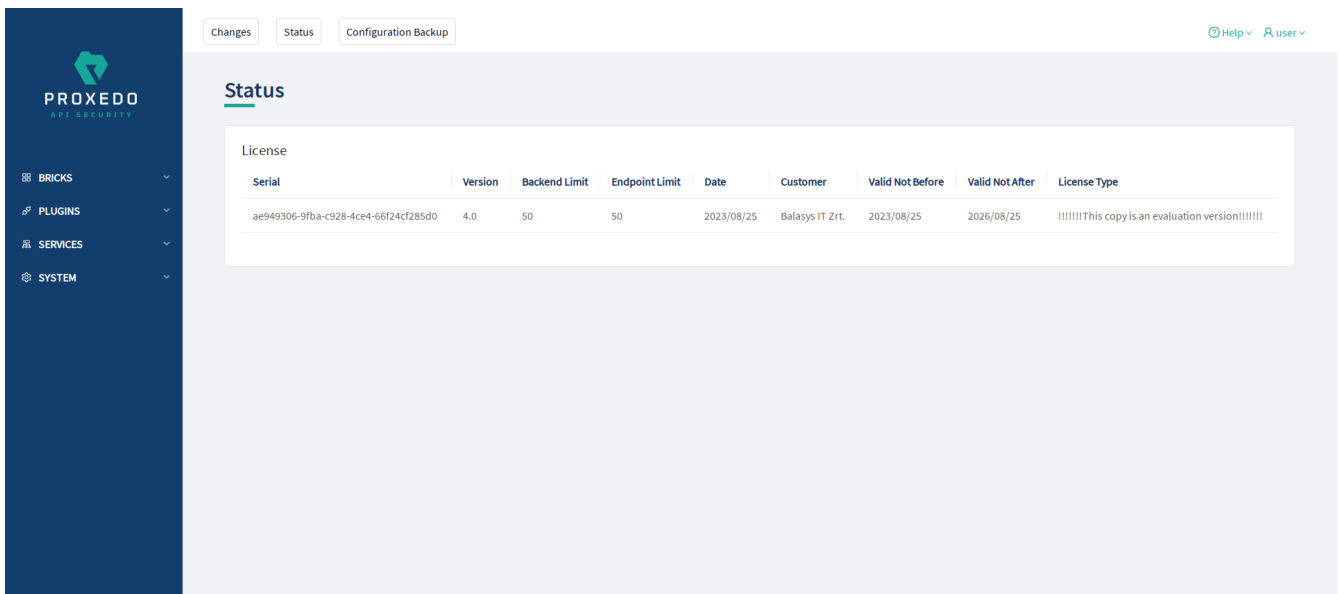 Changes Status Configuration Backup Help user
PROXEDO
API SECURITY
BRICKS
PLUGINS
SERVICES
SYSTEM
Status
License
Serial Version Backend Limit Endpoint Limit Date Customer Valid Not Before Valid Not After License Type
ae949306-9fba-c928-4ce4-66f24cf285d0 4.0 50 50 2023/08/25 Balasys IT Zrt. 2023/08/25 2026/08/25 !!!!!!!This copy is an evaluation version!!!!!!!